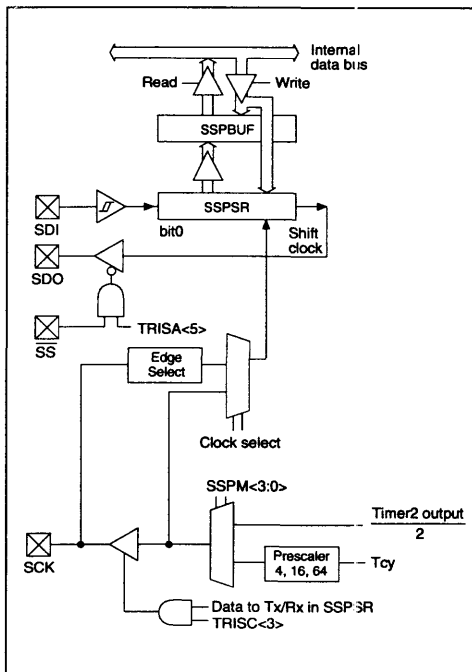 Internal
data bus
Read
Write
SSPBUF
SSPSR
SDI
bit0
Shift
clock
SDO
SS
TRISA<5>
Edge
Select
Clock select
SSPM<3:0>
Timer2 output
2
SCK
Prescaler
4, 16, 64
Tcy
Data to Tx/Rx in SSPSR
TRISC<3>